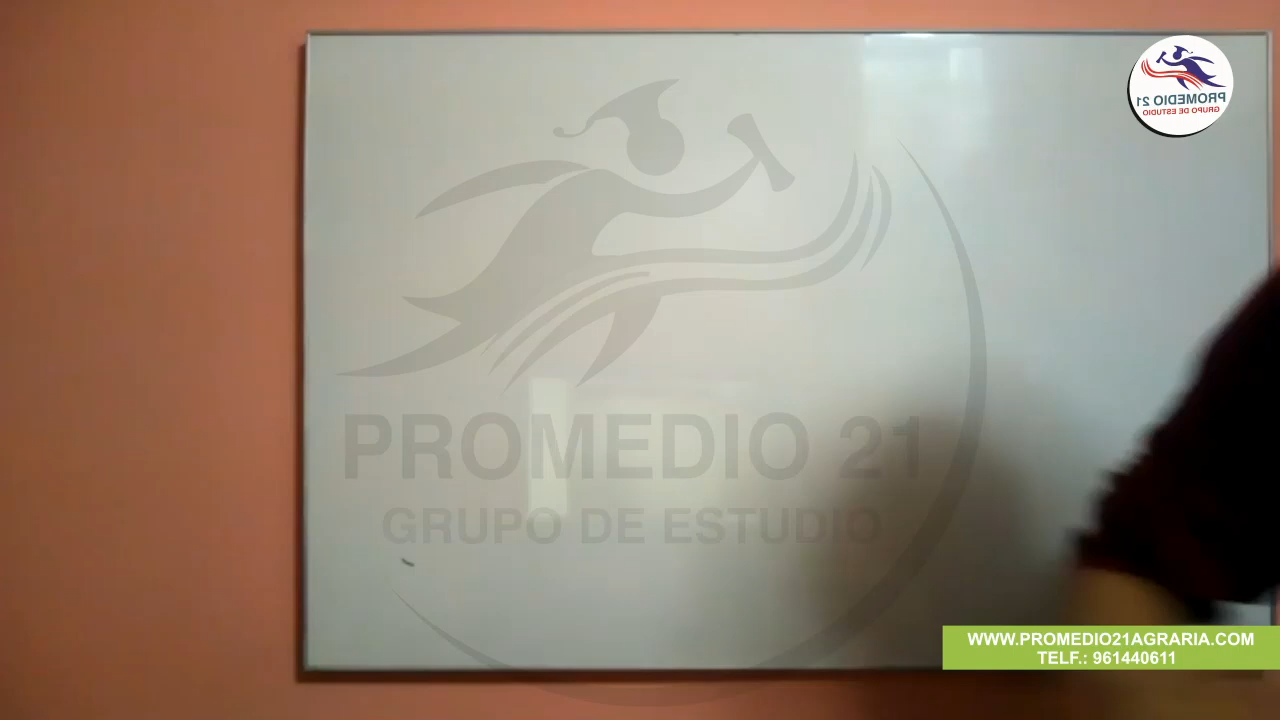 PROMEDIO 21
GRUPO DE ESTUDIO
PROMEDIO 21
GRUPO DE ESTUDIO
WWW.PROMEDIO21AGRARIA.COM
TELF.: 961440611